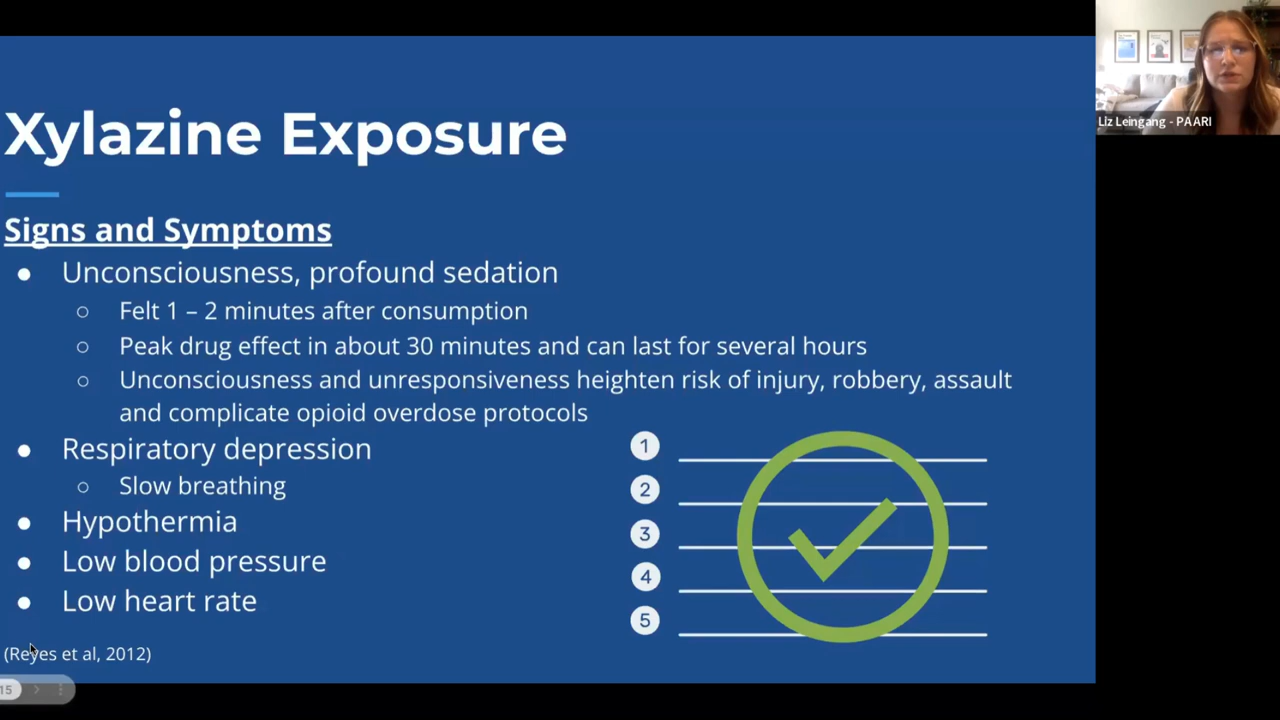 Xylazine Exposure
Liz Leingang - PAARI
Signs and Symptoms
● Unconsciousness, profound sedation
○ Felt 1 – 2 minutes after consumption
○ Peak drug effect in about 30 minutes and can last for several hours
○ Unconsciousness and unresponsiveness heighten risk of injury, robbery, assault
and complicate opioid overdose protocols
● Respiratory depression
○ Slow breathing
● Hypothermia
● Low blood pressure
● Low heart rate
1
2
3
4
5
(Reyes et al, 2012)
15